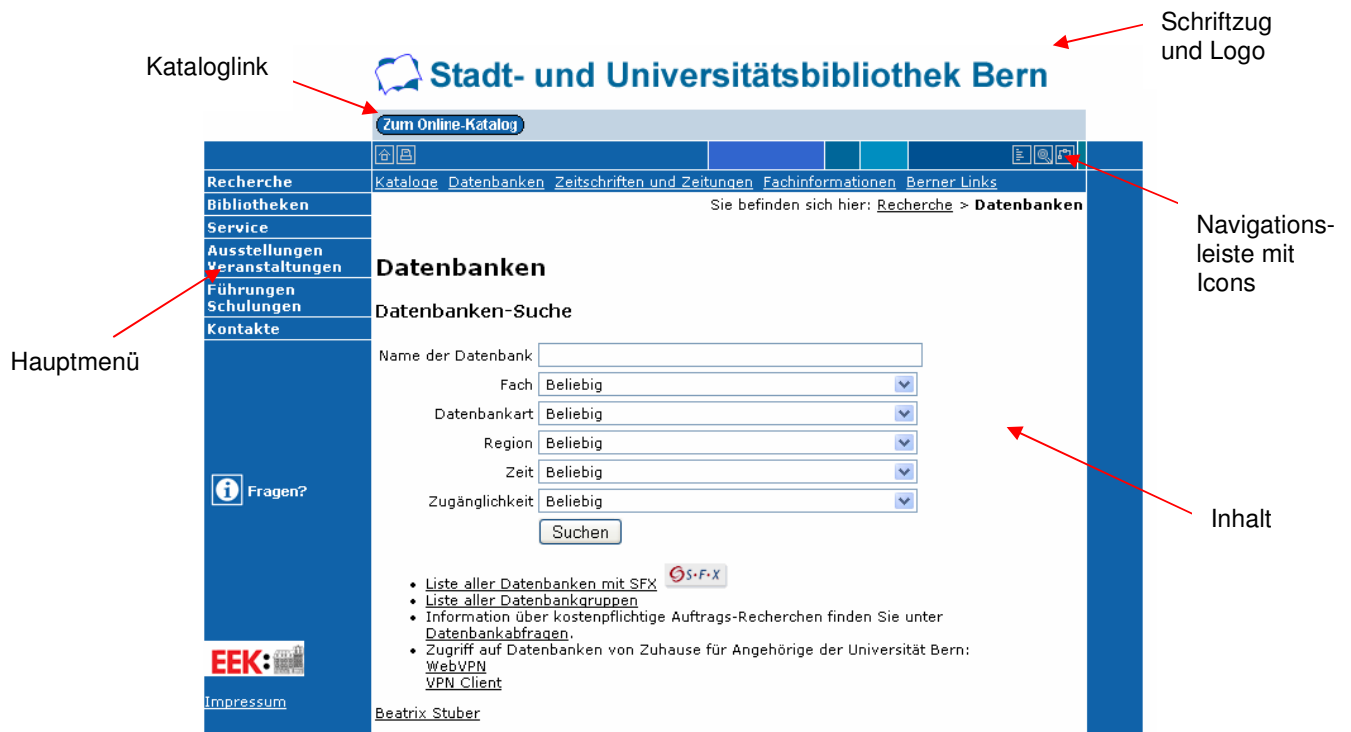 Schriftzug
und Logo
Kataloglink
Stadt- und Universitätsbibliothek Bern
Zum Online-Katalog
Recherche
Kataloge Datenbanken Zeitschriften und Zeitungen Fachinformationen Berner Links
Bibliotheken
Sie befinden sich hier: Recherche > Datenbanken
Service
Ausstellungen
Veranstaltungen
Führungen
Schulungen
Kontakte
Navigations-
leiste mit
Icons
Hauptmenü
Datenbanken
Datenbanken-Suche
Name der Datenbank
Fach Beliebig
Datenbankart Beliebig
Region Beliebig
Zeit Beliebig
Zugänglichkeit Beliebig
Suchen
Fragen?
Inhalt
• Liste aller Datenbanken mit SFX S·F·X
• Liste aller Datenbankgruppen
• Information über kostenpflichtige Auftrags-Recherchen finden Sie unter
Datenbankabfragen.
• Zugriff auf Datenbanken von Zuhause für Angehörige der Universität Bern:
WebVPN
VPN Client
EEK:
Impressum
Beatrix Stuber